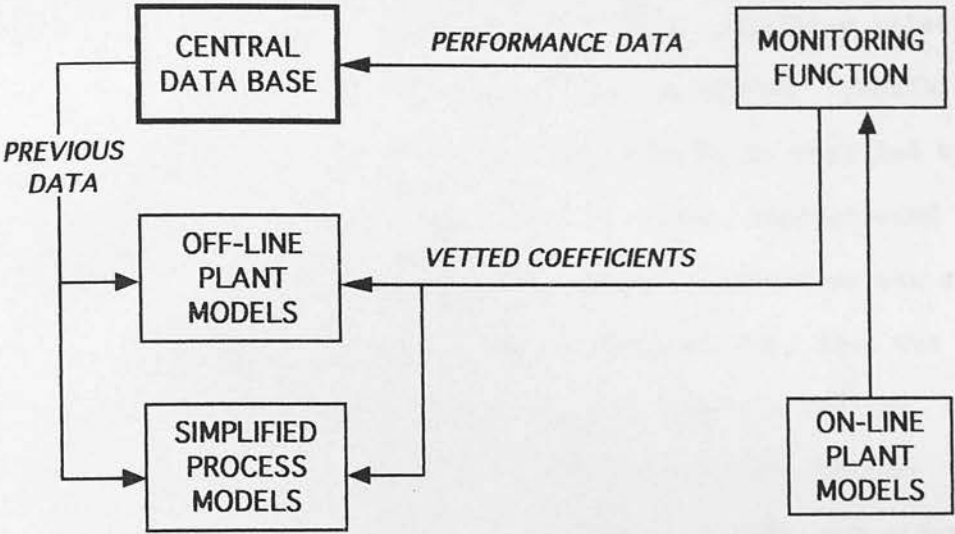 CENTRAL
DATA BASE
PERFORMANCE DATA
MONITORING
FUNCTION
PREVIOUS
DATA
OFF-LINE
PLANT
MODELS
VETTED COEFFICIENTS
SIMPLIFIED
PROCESS
MODELS
ON-LINE
PLANT
MODELS